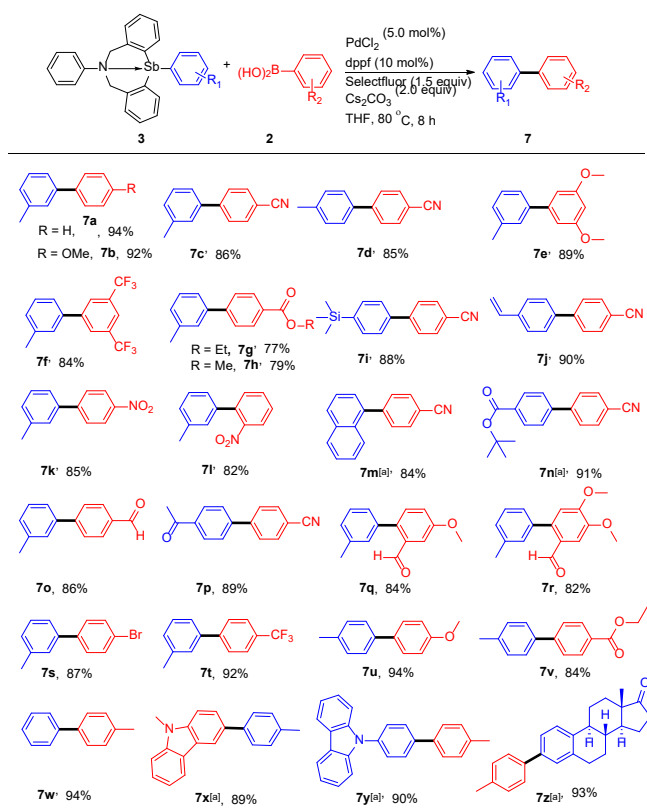 PdCl2 (5.0 mol%)
dppf (10 mol%)
Selectfluor (1.5 equiv)
Cs2CO3 (2.0 equiv)
THF, 80 °C, 8 h
N Sb R1 + (HO)2B R2 R1 R2
3 2 7
R CN CN O O
7a
R = H, 94%
R = OMe, 7b, 92%
7c, 86%
7d, 85%
7e, 89%
CF3 CF3 O O R Si CN CN
7f, 84%
R = Et, 7g, 77%
R = Me, 7h, 79%
7i, 88%
7j, 90%
NO2 NO2 CN O O CN
7k, 85%
7l, 82%
7m[a], 84%
7n[a], 91%
O H O CN O H O O O H O
7o, 86%
7p, 89%
7q, 84%
7r, 82%
Br CF3 O O O
7s, 87%
7t, 92%
7u, 94%
7v, 84%
N N O H H H
7w, 94%
7x[a], 89%
7y[a], 90%
7z[a], 93%